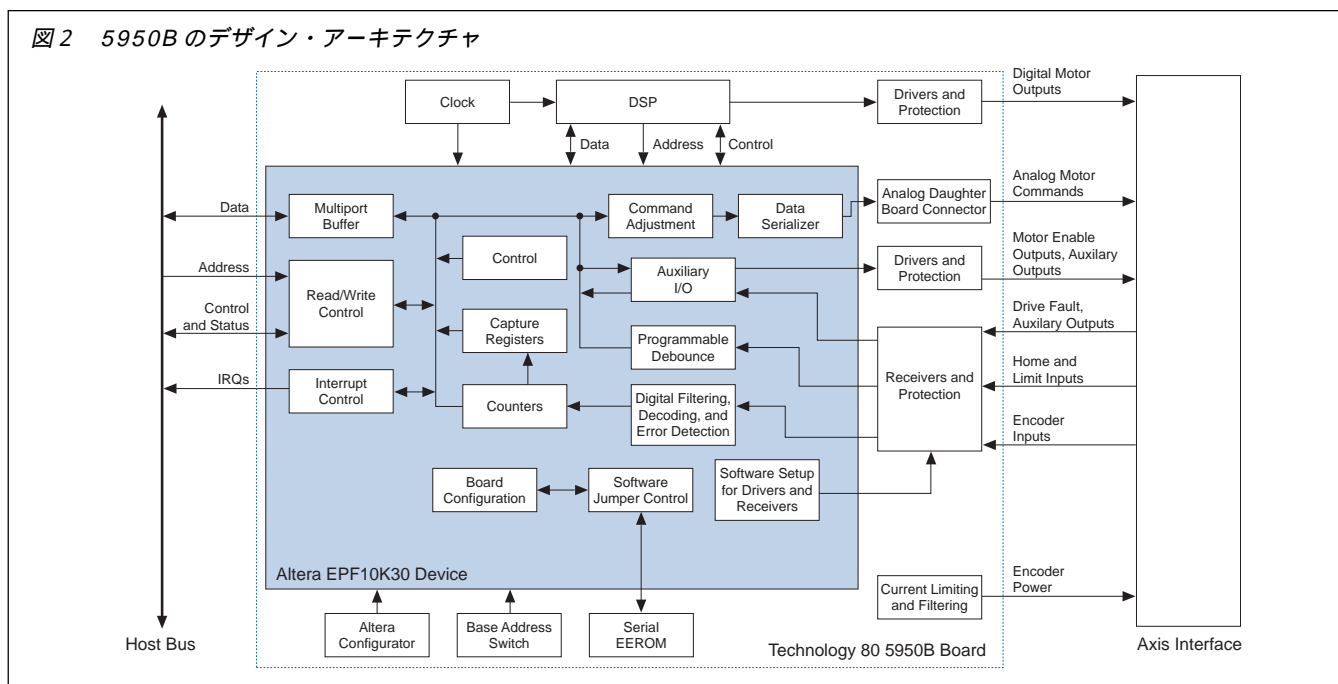 図 2 5950B のデザイン・アーキテクチャ
Digital Motor
Outputs
Clock
DSP
Drivers and
Protection
Data
Address
Control
Analog Motor
Commands
Data
Multiport
Buffer
Command
Adjustment
Data
Serializer
Analog Daughter
Board Connector
Motor Enable
Outputs, Auxilary
Outputs
Address
Control
Auxiliary
I/O
Drivers and
Protection
Read/Write
Control
Control
and Status
Drive Fault,
Auxilary Outputs
Capture
Registers
Programmable
Debounce
Receivers and
Protection
Home and
Limit Inputs
IRQs
Interrupt
Control
Counters
Digital Filtering,
Decoding, and
Error Detection
Encoder
Inputs
Board
Configuration
Software
Jumper Control
Software Setup
for Drivers and
Receivers
Altera EPF10K30 Device
Current Limiting
and Filtering
Encoder
Power
Altera
Configurator
Base Address
Switch
Serial
EEROM
Host Bus
Technology 80 5950B Board
Axis Interface